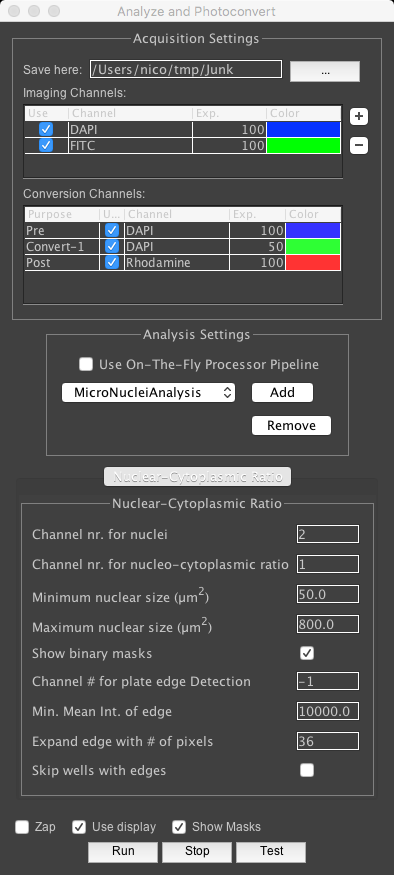 Analyze and Photoconvert
Acquisition Settings
Save here: /Users/nico/tmp/Junk ...
Imaging Channels:
Use Channel Exp. Color
DAPI 100
FITC 100
+
−
Conversion Channels:
Purpose U... Channel Exp. Color
Pre DAPI 100
Convert-1 DAPI 50
Post Rhodamine 100
Analysis Settings
Use On-The-Fly Processor Pipeline
MicroNucleiAnalysis Add
Remove
Nuclear-Cytoplasmic Ratio
Nuclear-Cytoplasmic Ratio
Channel nr. for nuclei 2
Channel nr. for nucleo-cytoplasmic ratio 1
Minimum nuclear size (µm²) 50.0
Maximum nuclear size (µm²) 800.0
Show binary masks
Channel # for plate edge Detection -1
Min. Mean Int. of edge 10000.0
Expand edge with # of pixels 36
Skip wells with edges
Zap Use display Show Masks
Run Stop Test